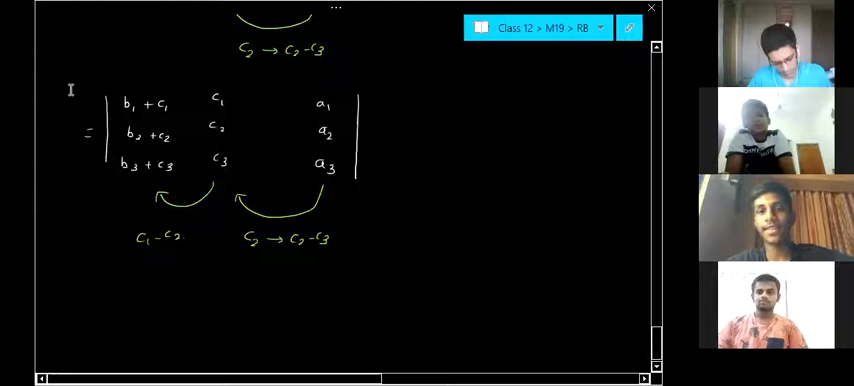 ...
Class 12 > M19 > RB
C₂ → C₂-C₃
b₁ + c₁ c₁ a₁
= b₂ + c₂ c₂ a₂
b₃ + c₃ c₃ a₃
C₁ - C₂ C₂ → C₂-C₃